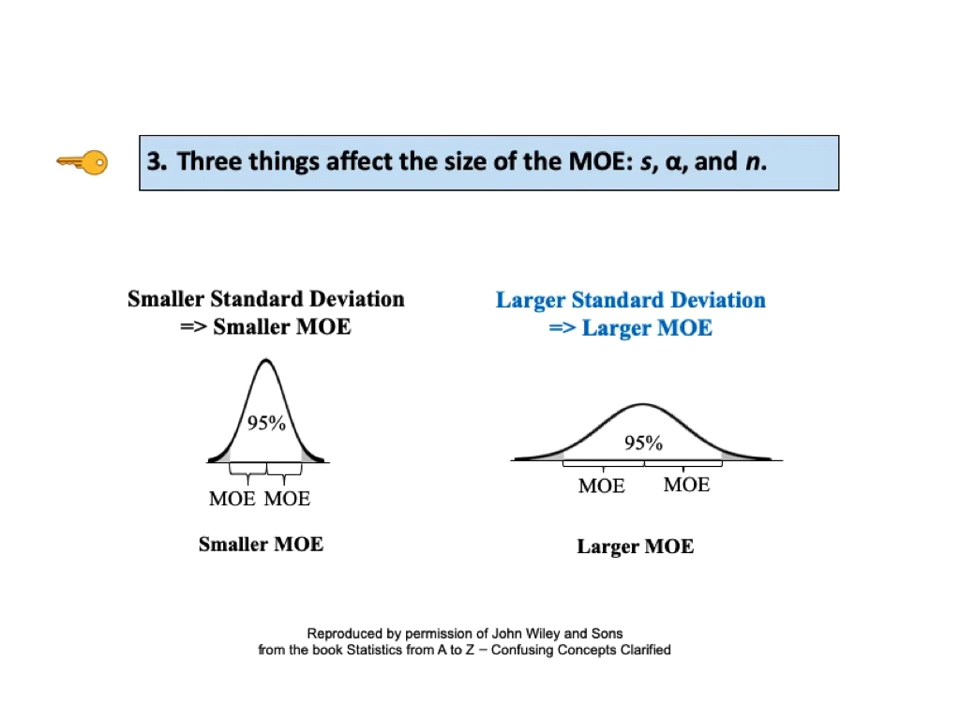 3. Three things affect the size of the MOE: s, α, and n.
Smaller Standard Deviation
=> Smaller MOE
Larger Standard Deviation
=> Larger MOE
95%
MOE MOE
Smaller MOE
95%
MOE MOE
Larger MOE
Reproduced by permission of John Wiley and Sons
from the book Statistics from A to Z – Confusing Concepts Clarified